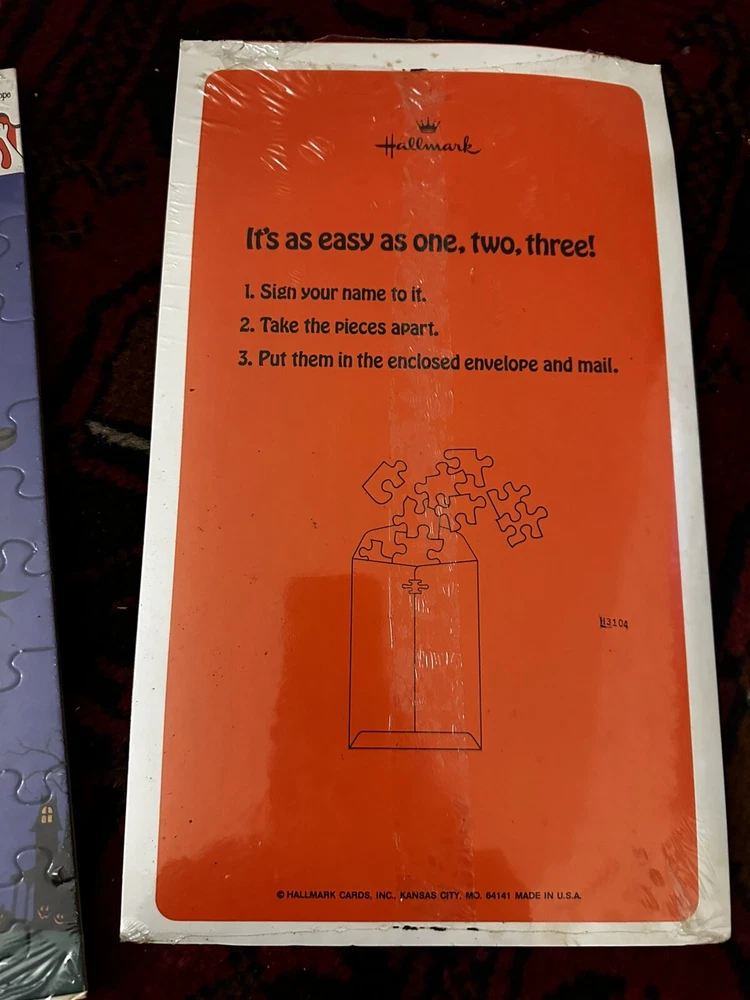 Hallmark
It's as easy as one, two, three!
1. Sign your name to it.
2. Take the pieces apart.
3. Put them in the enclosed envelope and mail.
© HALLMARK CARDS, INC., KANSAS CITY, MO. 64141 MADE IN U.S.A.